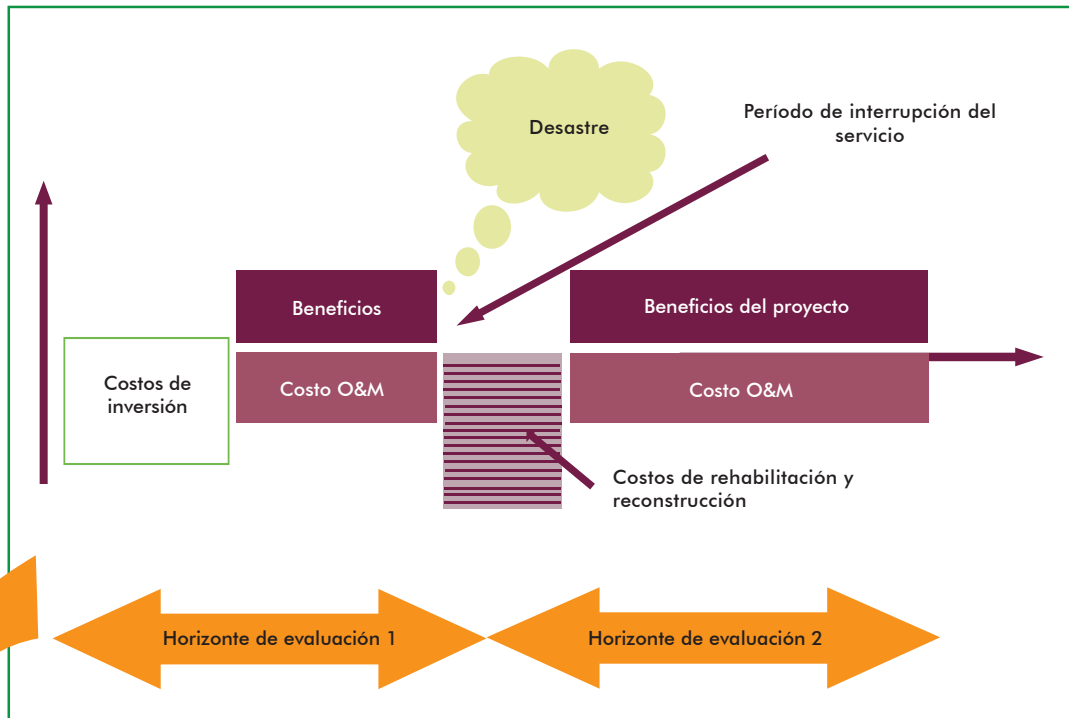 Desastre
Período de interrupción del
servicio
Beneficios
Beneficios del proyecto
Costos de
inversión
Costo O&M
Costo O&M
Costos de rehabilitación y
reconstrucción
Horizonte de evaluación 1
Horizonte de evaluación 2